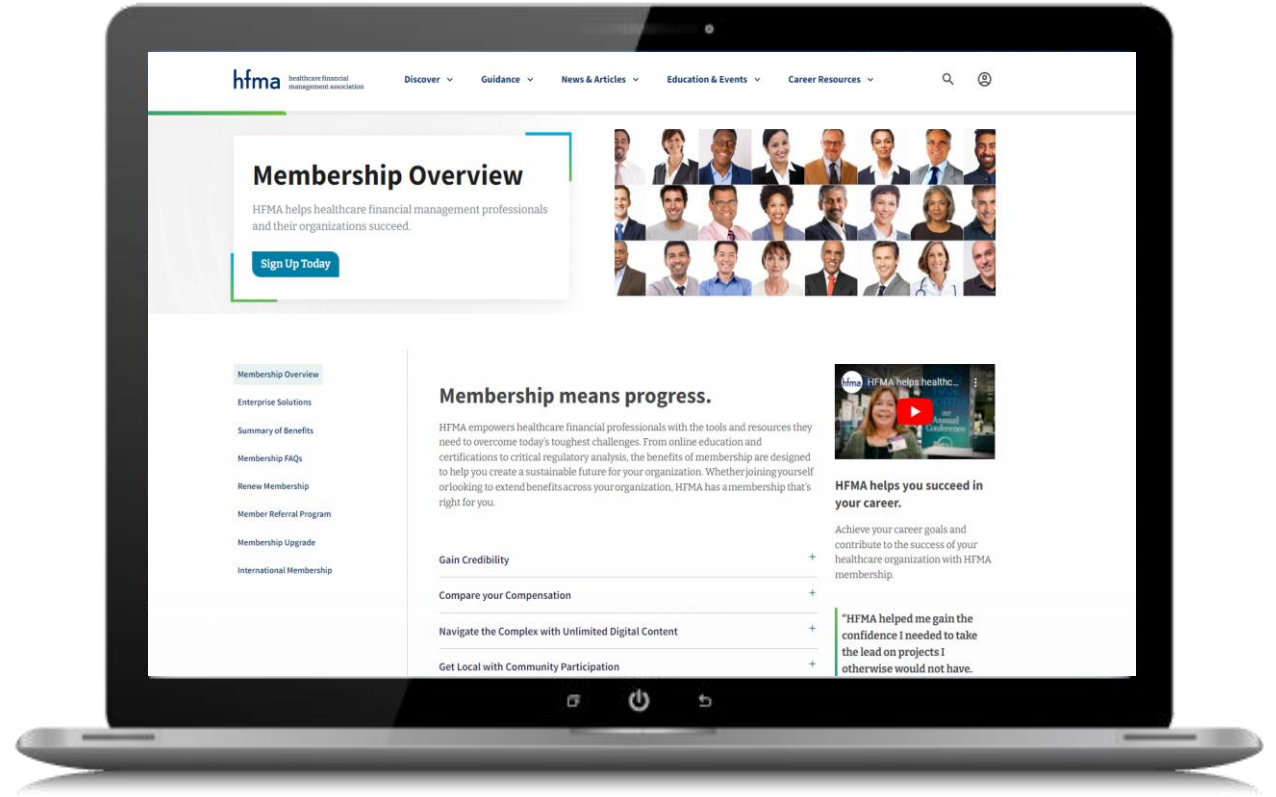 hfma healthcare financial
management association
Discover
Guidance
News & Articles
Education & Events
Career Resources
Membership Overview
HFMA helps healthcare financial management professionals
and their organizations succeed.
Sign Up Today
Membership Overview
Enterprise Solutions
Summary of Benefits
Membership FAQs
Renew Membership
Member Referral Program
Membership Upgrade
International Membership
Membership means progress.
HFMA empowers healthcare financial professionals with the tools and resources they
need to overcome today's toughest challenges. From online education and
certifications to critical regulatory analysis, the benefits of membership are designed
to help you create a sustainable future for your organization. Whether joining yourself
or looking to extend benefits across your organization, HFMA has a membership that's
right for you.
Gain Credibility +
Compare your Compensation +
Navigate the Complex with Unlimited Digital Content +
Get Local with Community Participation +
hfma HFMA helps healthc...
Annual
Conference
HFMA helps you succeed in
your career.
Achieve your career goals and
contribute to the success of your
healthcare organization with HFMA
membership.
"HFMA helped me gain the
confidence I needed to take
the lead on projects I
otherwise would not have.